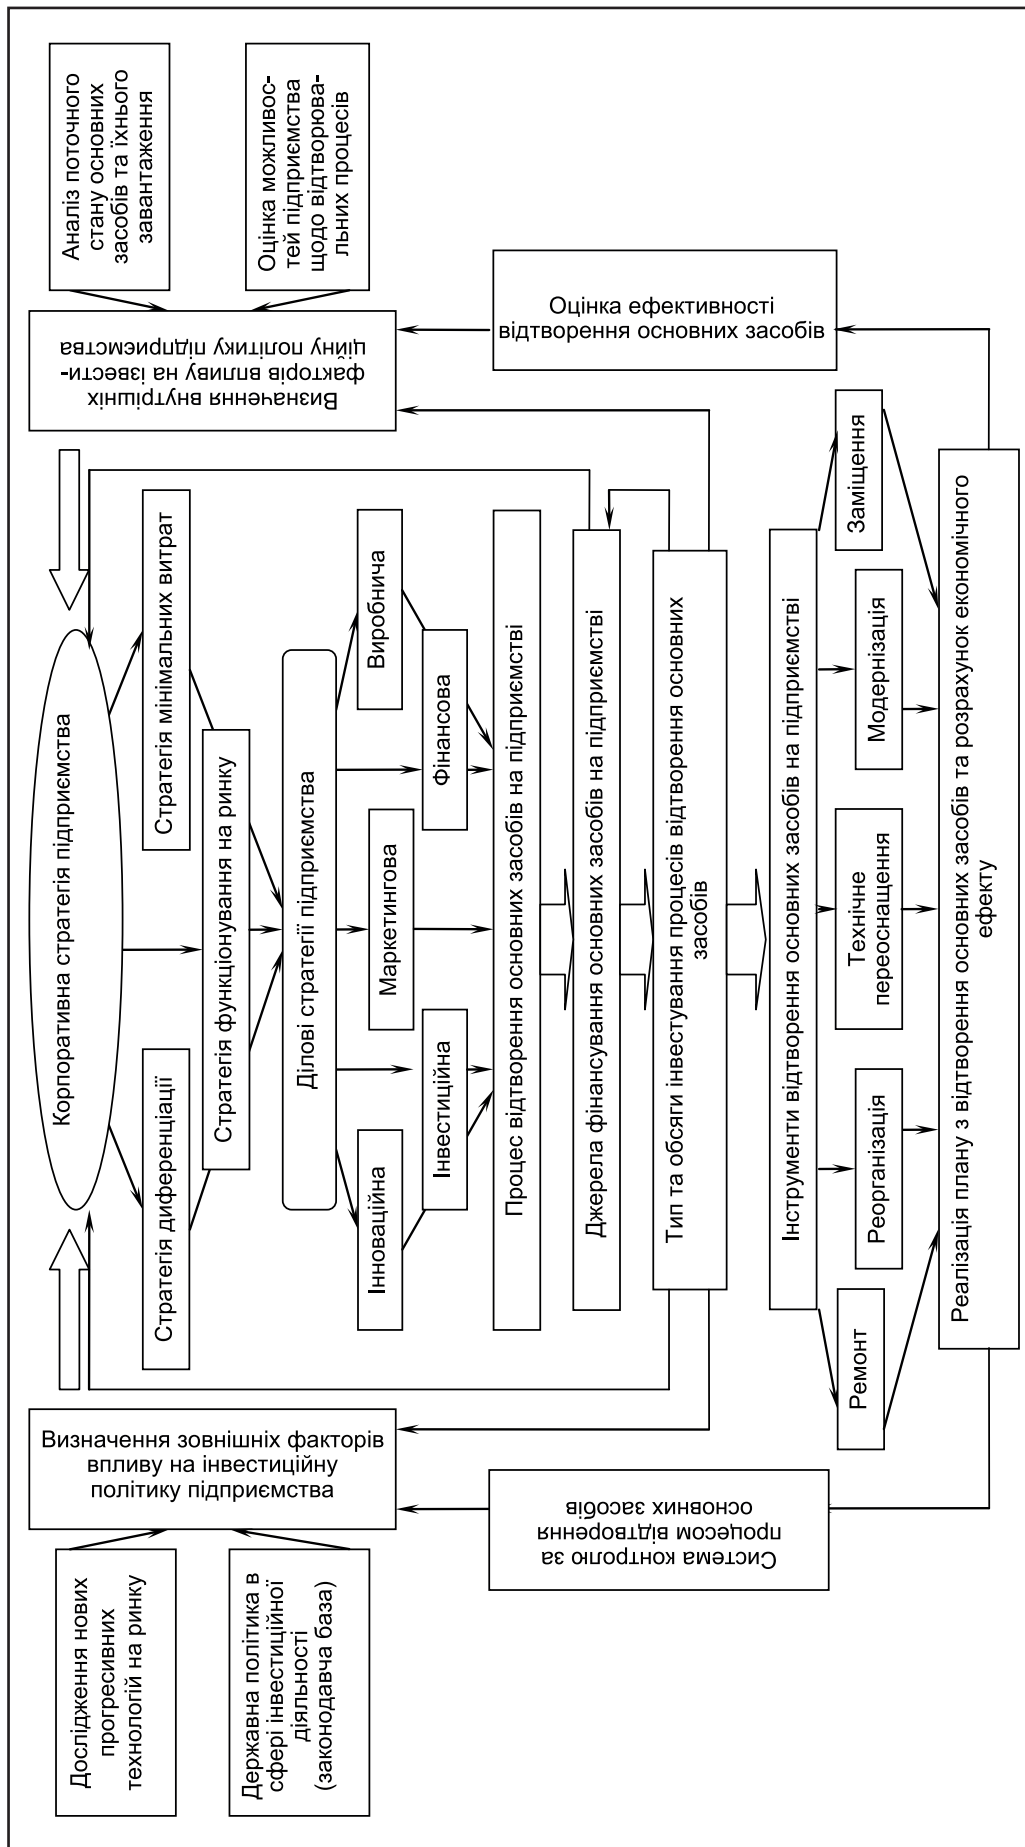 Корпоративна стратегія підприємства
Стратегія диференціації
Стратегія мінімальних витрат
Стратегія функціонування на ринку
Ділові стратегії підприємства
Інноваційна
Маркетингова
Виробнича
Інвестиційна
Фінансова
Процес відтворення основних засобів на підприємстві
Джерела фінансування основних засобів на підприємстві
Тип та обсяги інвестування процесів відтворення основних
засобів
Інструменти відтворення основних засобів на підприємстві
Ремонт
Реорганізація
Технічне
переоснащення
Модернізація
Заміщення
Реалізація плану з відтворення основних засобів та розрахунок економічного
ефекту
Дослідження нових
прогресивних
технологій на ринку
Державна політика в
сфері інвестиційної
діяльності
(законодавча база)
Визначення зовнішніх факторів
впливу на інвестиційну
політику підприємства
Система контролю за
процесом відтворення
основних засобів
Аналіз поточного
стану основних
засобів та їхнього
завантаження
Оцінка можливос-
тей підприємства
щодо відтворюва-
льних процесів
Визначення внутрішніх
факторів впливу на ізвести-
ційну політику підприємства
Оцінка ефективності
відтворення основних засобів